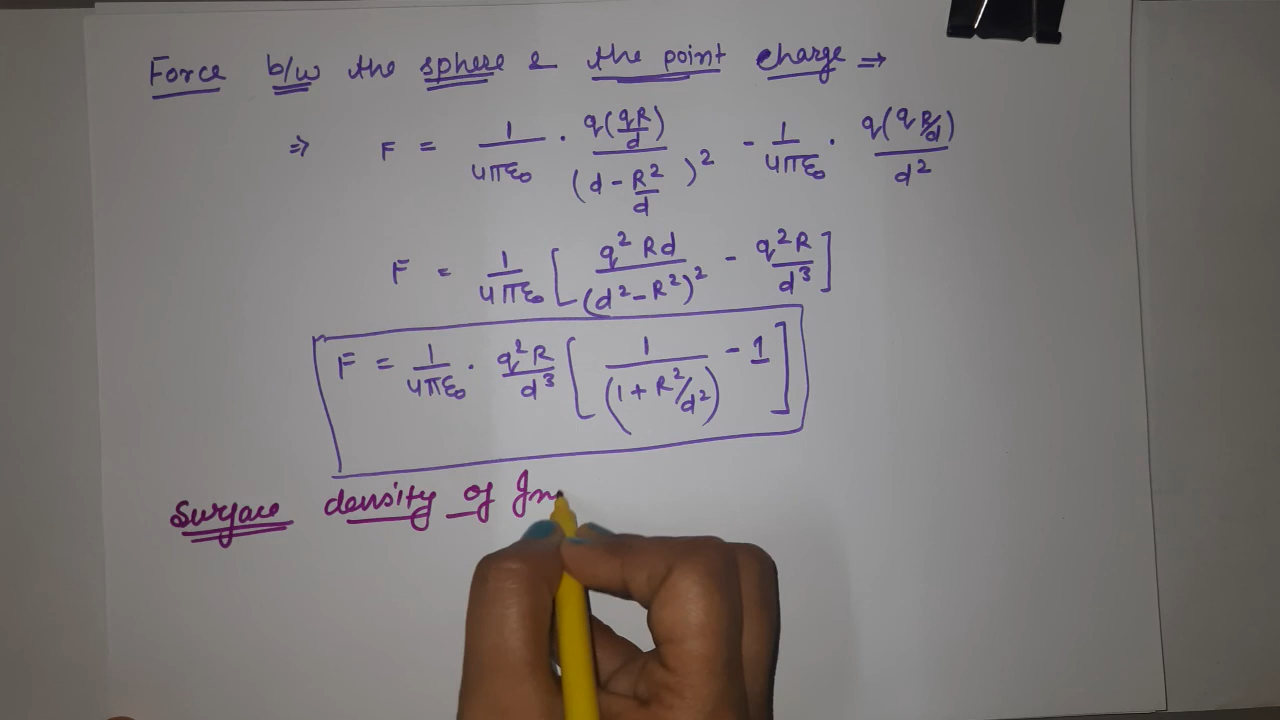 Force b/w the sphere & the point charge ⇒
⇒ F = 1/4πε₀ · q(qR/d)/(d - R²/d)² - 1/4πε₀ · q(qR/d)/d²
F = 1/4πε₀ [q²Rd/(d² - R²)² - q²R/d³]
F = 1/4πε₀ · q²R/d³ [1/(1 + R²/d²) - 1]
Surface density of